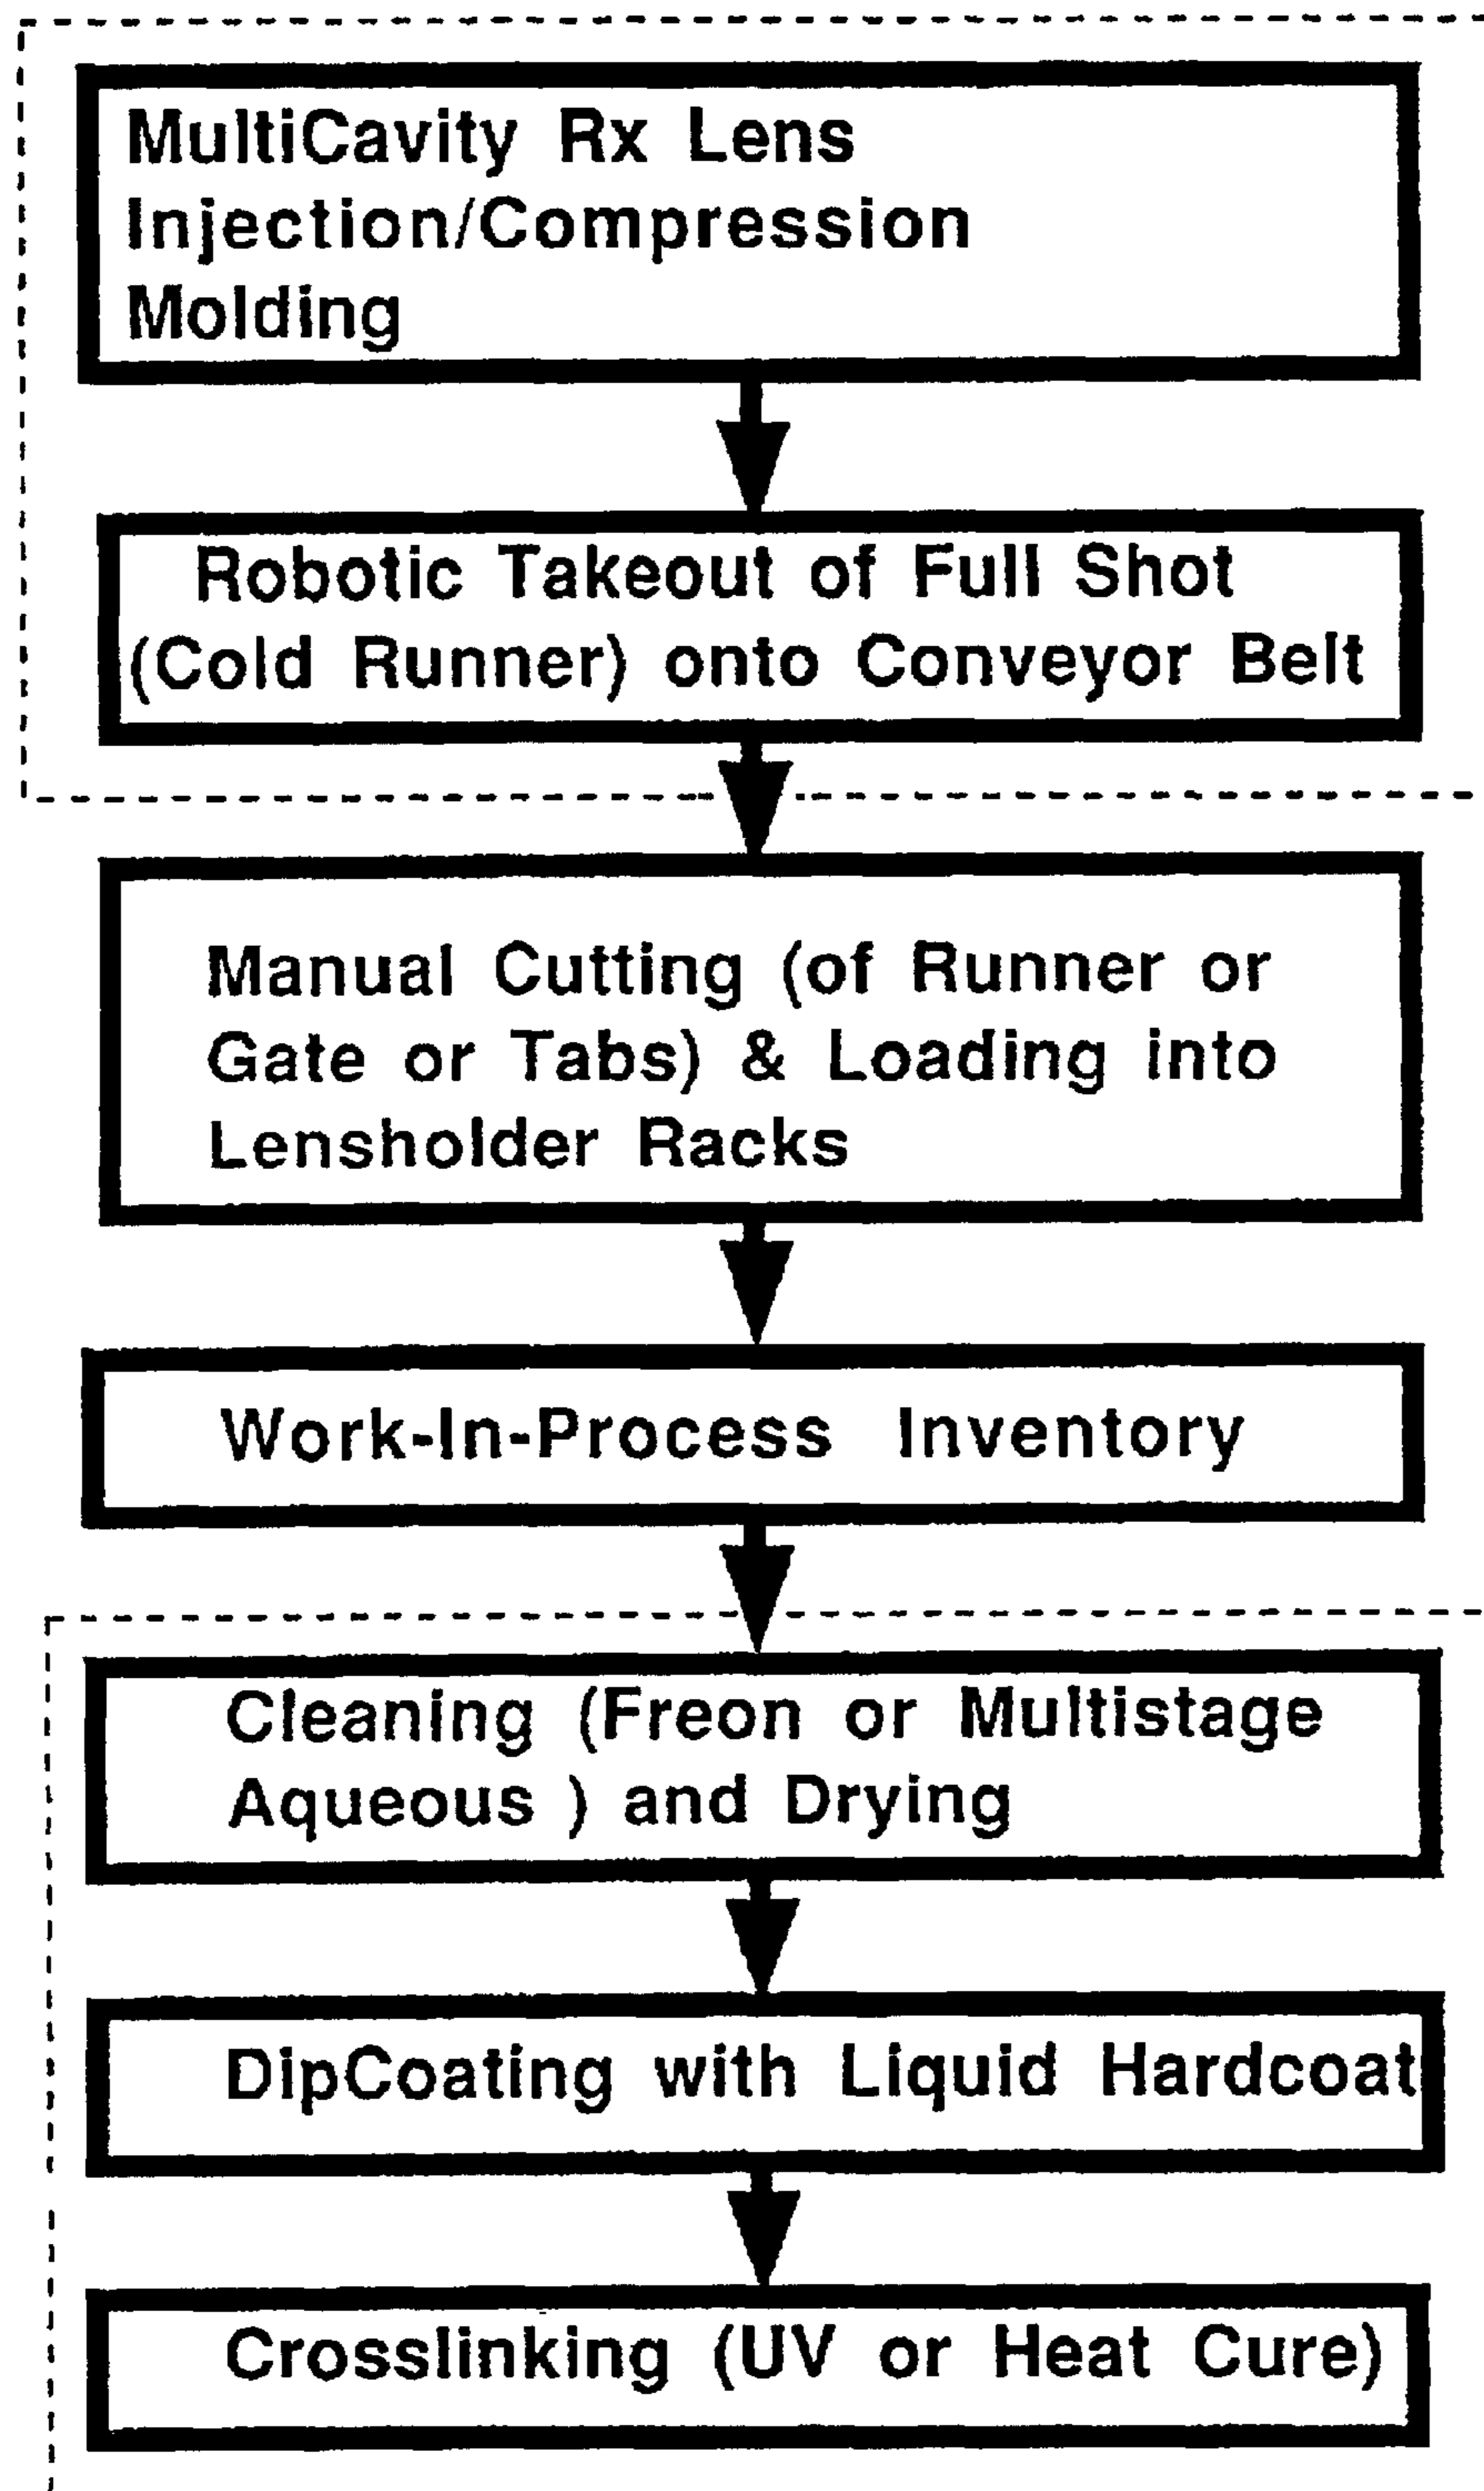 MultiCavity Rx Lens
Injection/Compression
Molding
Robotic Takeout of Full Shot
(Cold Runner) onto Conveyor Belt
Manual Cutting (of Runner or
Gate or Tabs) & Loading into
Lensholder Racks
Work-In-Process Inventory
Cleaning (Freon or Multistage
Aqueous ) and Drying
DipCoating with Liquid Hardcoat
Crosslinking (UV or Heat Cure)